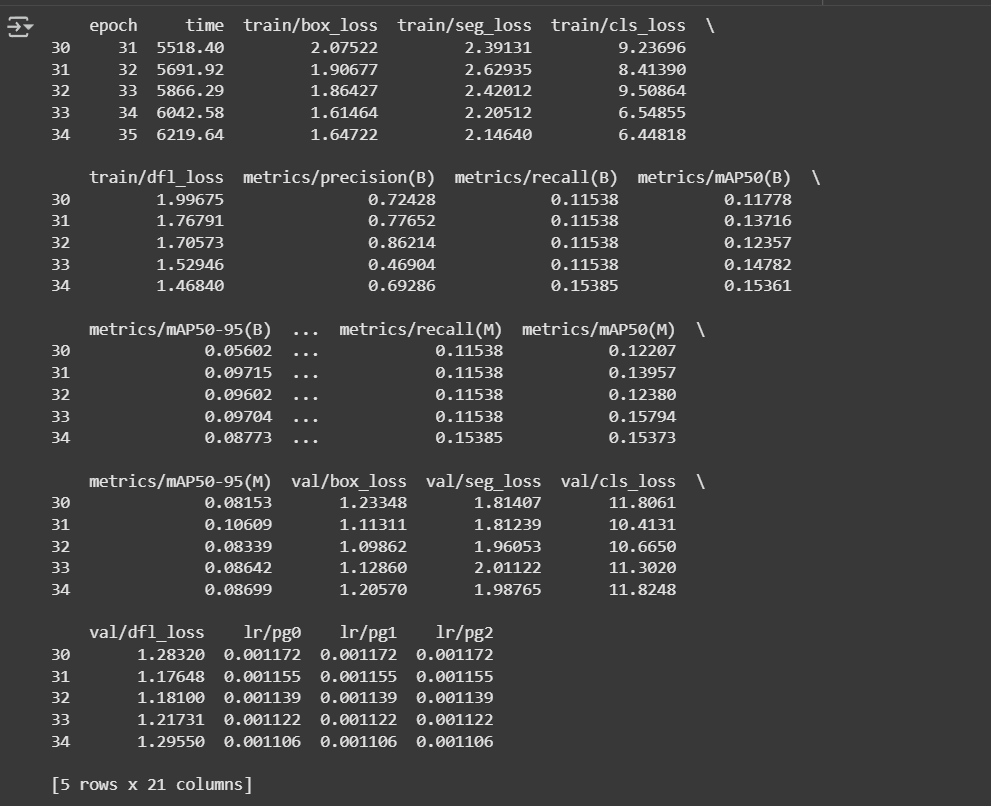 epoch time train/box_loss train/seg_loss train/cls_loss \
30 31 5518.40 2.07522 2.39131 9.23696
31 32 5691.92 1.90677 2.62935 8.41390
32 33 5866.29 1.86427 2.42012 9.50864
33 34 6042.58 1.61464 2.20512 6.54855
34 35 6219.64 1.64722 2.14640 6.44818
train/dfl_loss metrics/precision(B) metrics/recall(B) metrics/mAP50(B) \
30 1.99675 0.72428 0.11538 0.11778
31 1.76791 0.77652 0.11538 0.13716
32 1.70573 0.86214 0.11538 0.12357
33 1.52946 0.46904 0.11538 0.14782
34 1.46840 0.69286 0.15385 0.15361
metrics/mAP50-95(B) ... metrics/recall(M) metrics/mAP50(M) \
30 0.05602 ... 0.11538 0.12207
31 0.09715 ... 0.11538 0.13957
32 0.09602 ... 0.11538 0.12380
33 0.09704 ... 0.11538 0.15794
34 0.08773 ... 0.15385 0.15373
metrics/mAP50-95(M) val/box_loss val/seg_loss val/cls_loss \
30 0.08153 1.23348 1.81407 11.8061
31 0.10609 1.11311 1.81239 10.4131
32 0.08339 1.09862 1.96053 10.6650
33 0.08642 1.12860 2.01122 11.3020
34 0.08699 1.20570 1.98765 11.8248
val/dfl_loss lr/pg0 lr/pg1 lr/pg2
30 1.28320 0.001172 0.001172 0.001172
31 1.17648 0.001155 0.001155 0.001155
32 1.18100 0.001139 0.001139 0.001139
33 1.21731 0.001122 0.001122 0.001122
34 1.29550 0.001106 0.001106 0.001106
[5 rows x 21 columns]